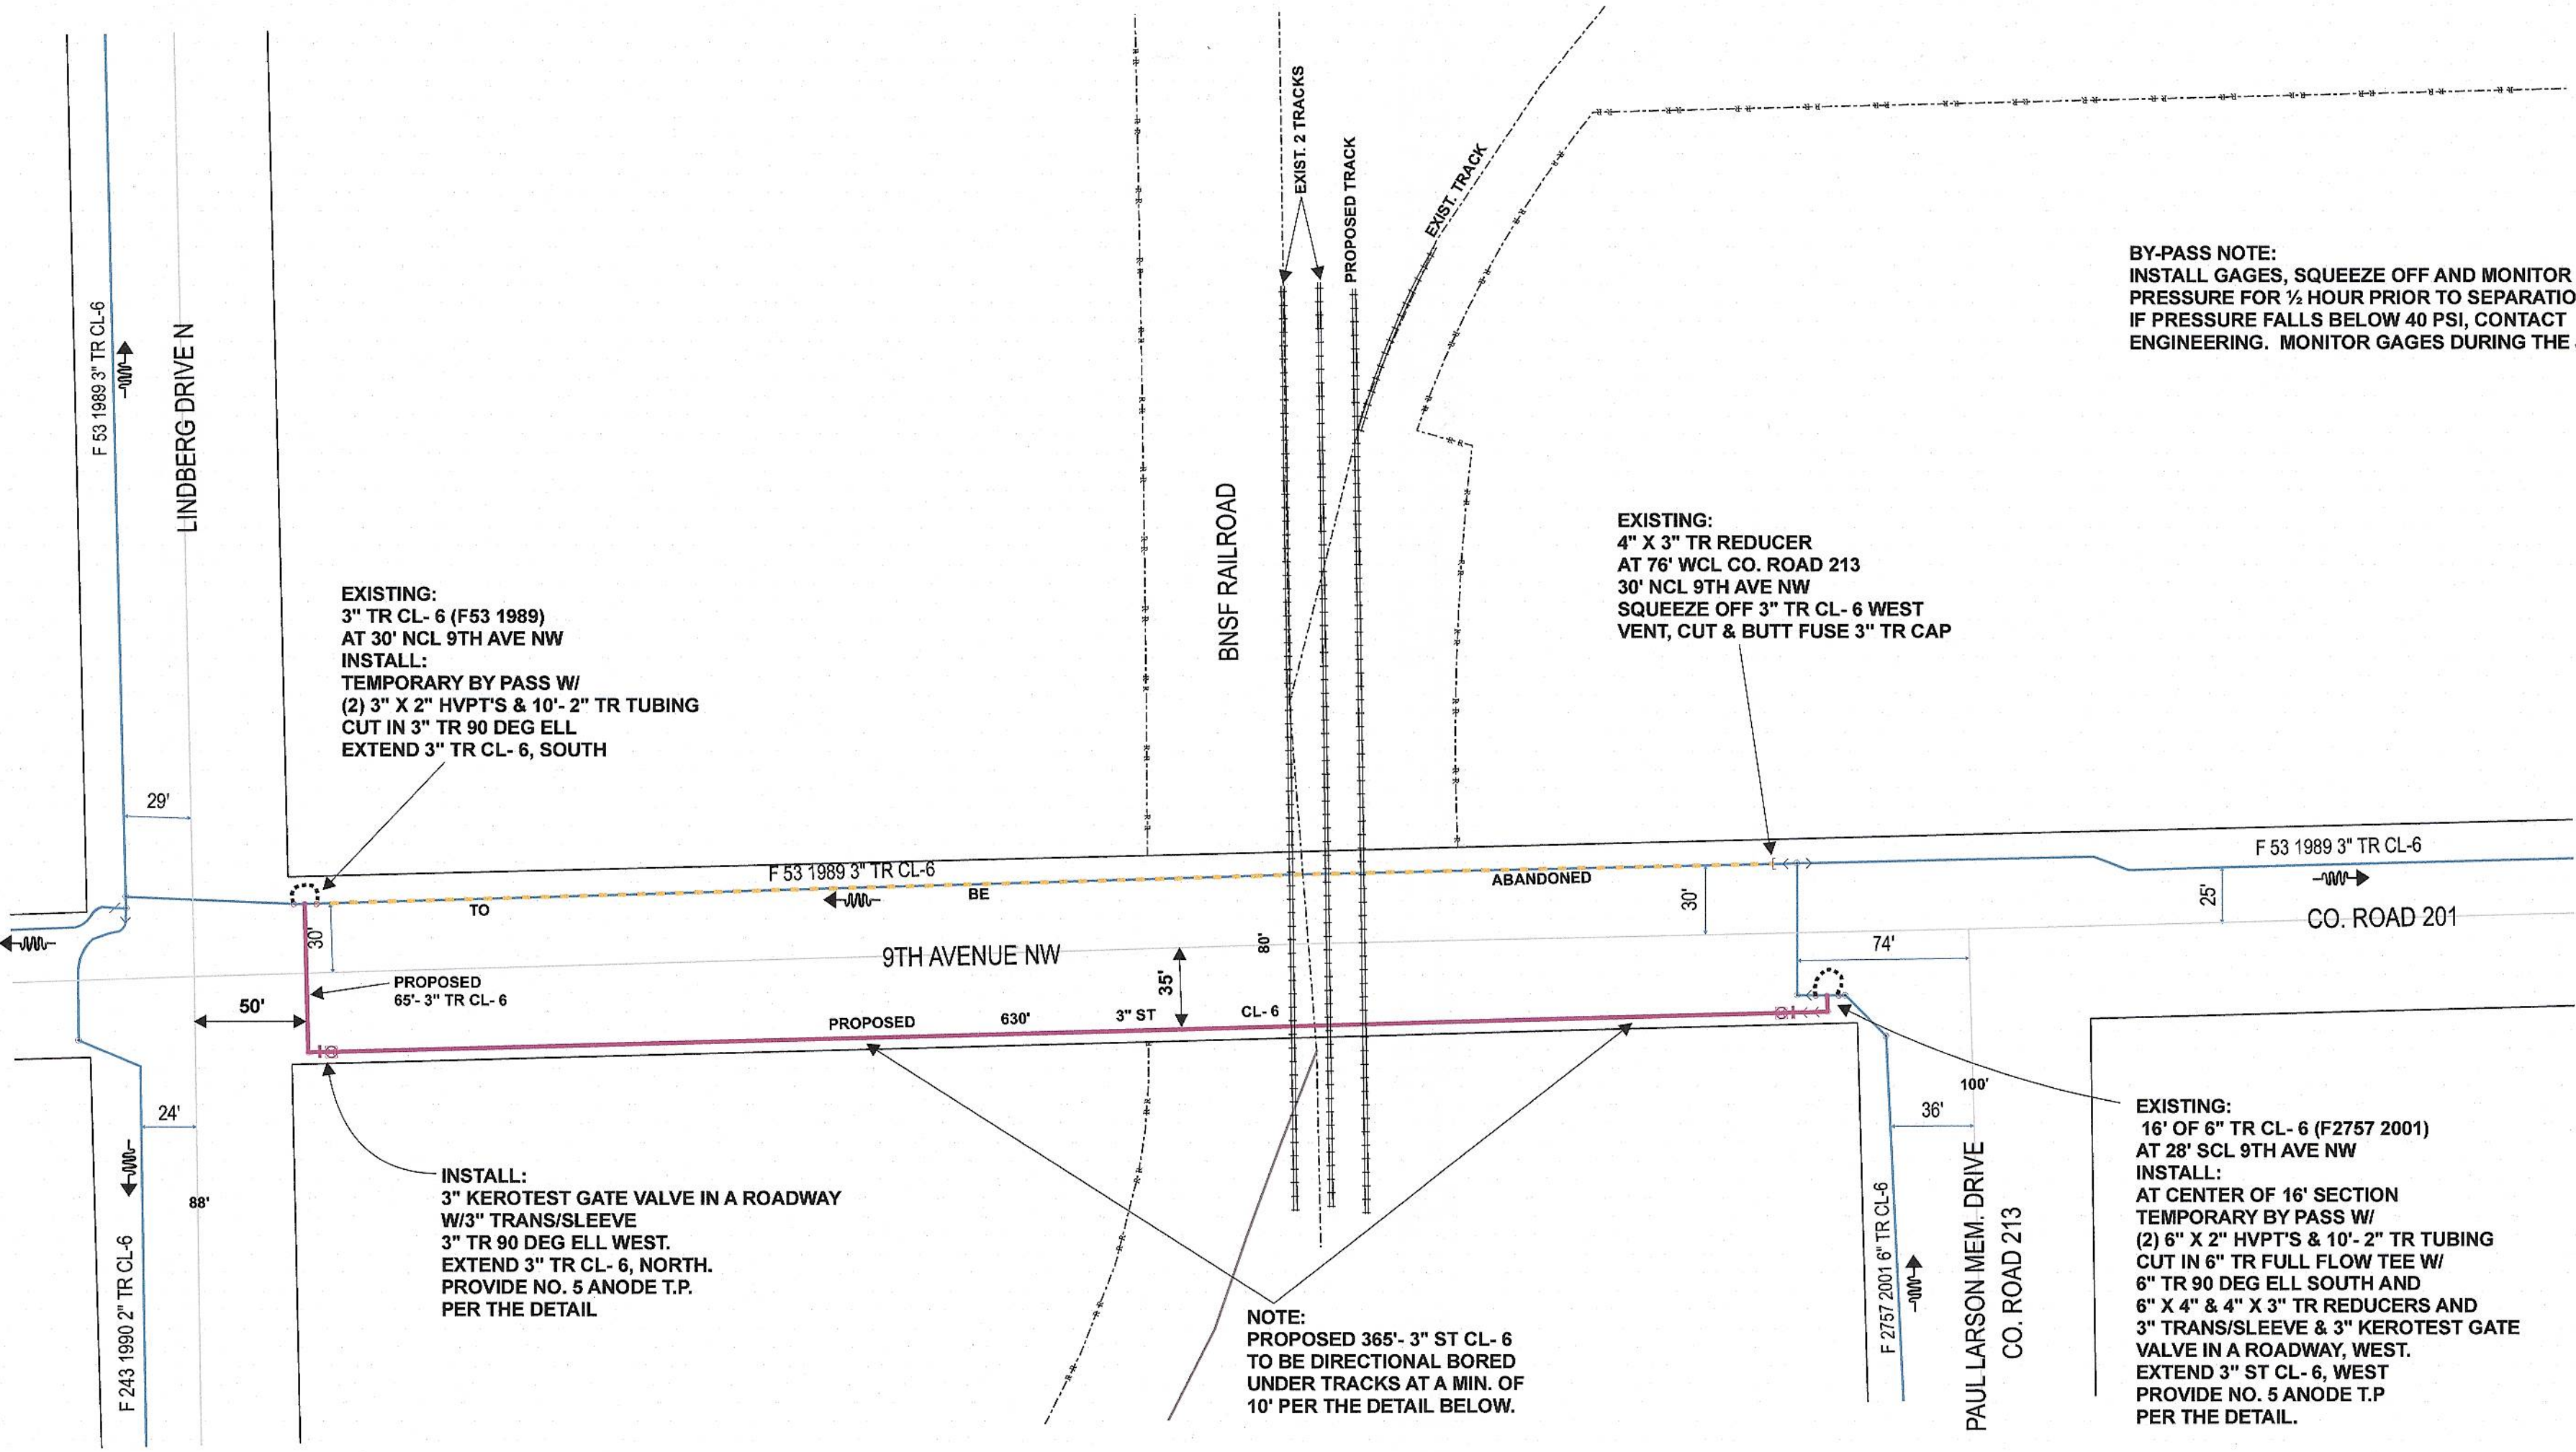 F 53 1989 3" TR CL-6
LINDBERG DRIVE N
EXIST. 2 TRACKS
PROPOSED TRACK
EXIST. TRACK
BNSF RAILROAD
BY-PASS NOTE:
INSTALL GAGES, SQUEEZE OFF AND MONITOR
PRESSURE FOR ½ HOUR PRIOR TO SEPARATIO
IF PRESSURE FALLS BELOW 40 PSI, CONTACT
ENGINEERING. MONITOR GAGES DURING THE
EXISTING:
3" TR CL- 6 (F53 1989)
AT 30' NCL 9TH AVE NW
INSTALL:
TEMPORARY BY PASS W/
(2) 3" X 2" HVPT'S & 10'- 2" TR TUBING
CUT IN 3" TR 90 DEG ELL
EXTEND 3" TR CL- 6, SOUTH
EXISTING:
4" X 3" TR REDUCER
AT 76' WCL CO. ROAD 213
30' NCL 9TH AVE NW
SQUEEZE OFF 3" TR CL- 6 WEST
VENT, CUT & BUTT FUSE 3" TR CAP
29'
F 53 1989 3" TR CL-6
TO
BE
ABANDONED
F 53 1989 3" TR CL-6
30'
30'
25'
CO. ROAD 201
9TH AVENUE NW
80'
35'
74'
PROPOSED
65'- 3" TR CL- 6
50'
PROPOSED
630'
3" ST
CL- 6
24'
88'
F 243 1990 2" TR CL-6
INSTALL:
3" KEROTEST GATE VALVE IN A ROADWAY
W/3" TRANS/SLEEVE
3" TR 90 DEG ELL WEST.
EXTEND 3" TR CL- 6, NORTH.
PROVIDE NO. 5 ANODE T.P.
PER THE DETAIL
NOTE:
PROPOSED 365'- 3" ST CL- 6
TO BE DIRECTIONAL BORED
UNDER TRACKS AT A MIN. OF
10' PER THE DETAIL BELOW.
100'
36'
F 2757 2001 6" TR CL-6
PAUL LARSON MEM. DRIVE
CO. ROAD 213
EXISTING:
16' OF 6" TR CL- 6 (F2757 2001)
AT 28' SCL 9TH AVE NW
INSTALL:
AT CENTER OF 16' SECTION
TEMPORARY BY PASS W/
(2) 6" X 2" HVPT'S & 10'- 2" TR TUBING
CUT IN 6" TR FULL FLOW TEE W/
6" TR 90 DEG ELL SOUTH AND
6" X 4" & 4" X 3" TR REDUCERS AND
3" TRANS/SLEEVE & 3" KEROTEST GATE
VALVE IN A ROADWAY, WEST.
EXTEND 3" ST CL- 6, WEST
PROVIDE NO. 5 ANODE T.P
PER THE DETAIL.